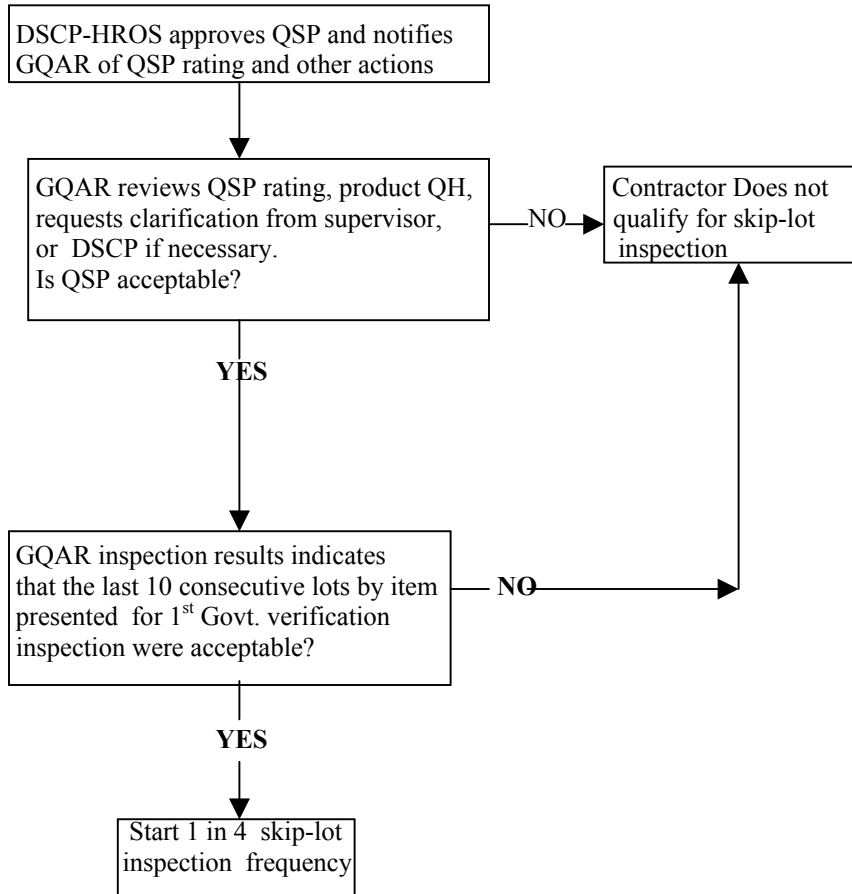 DSCP-HROS approves QSP and notifies
GQAR of QSP rating and other actions
GQAR reviews QSP rating, product QH,
requests clarification from supervisor,
or DSCP if necessary.
Is QSP acceptable?
NO
Contractor Does not
qualify for skip-lot
inspection
YES
GQAR inspection results indicates
that the last 10 consecutive lots by item
presented for 1st Govt. verification
inspection were acceptable?
NO
YES
Start 1 in 4 skip-lot
inspection frequency